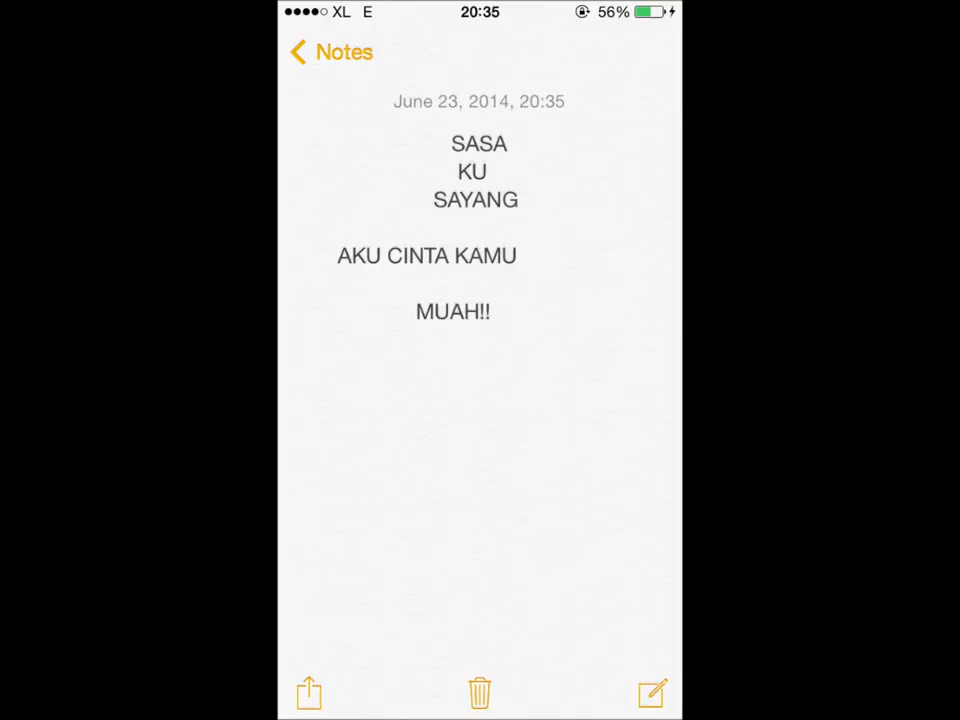 XL E 20:35 56%
Notes
June 23, 2014, 20:35
SASA
KU
SAYANG
AKU CINTA KAMU
MUAH!!